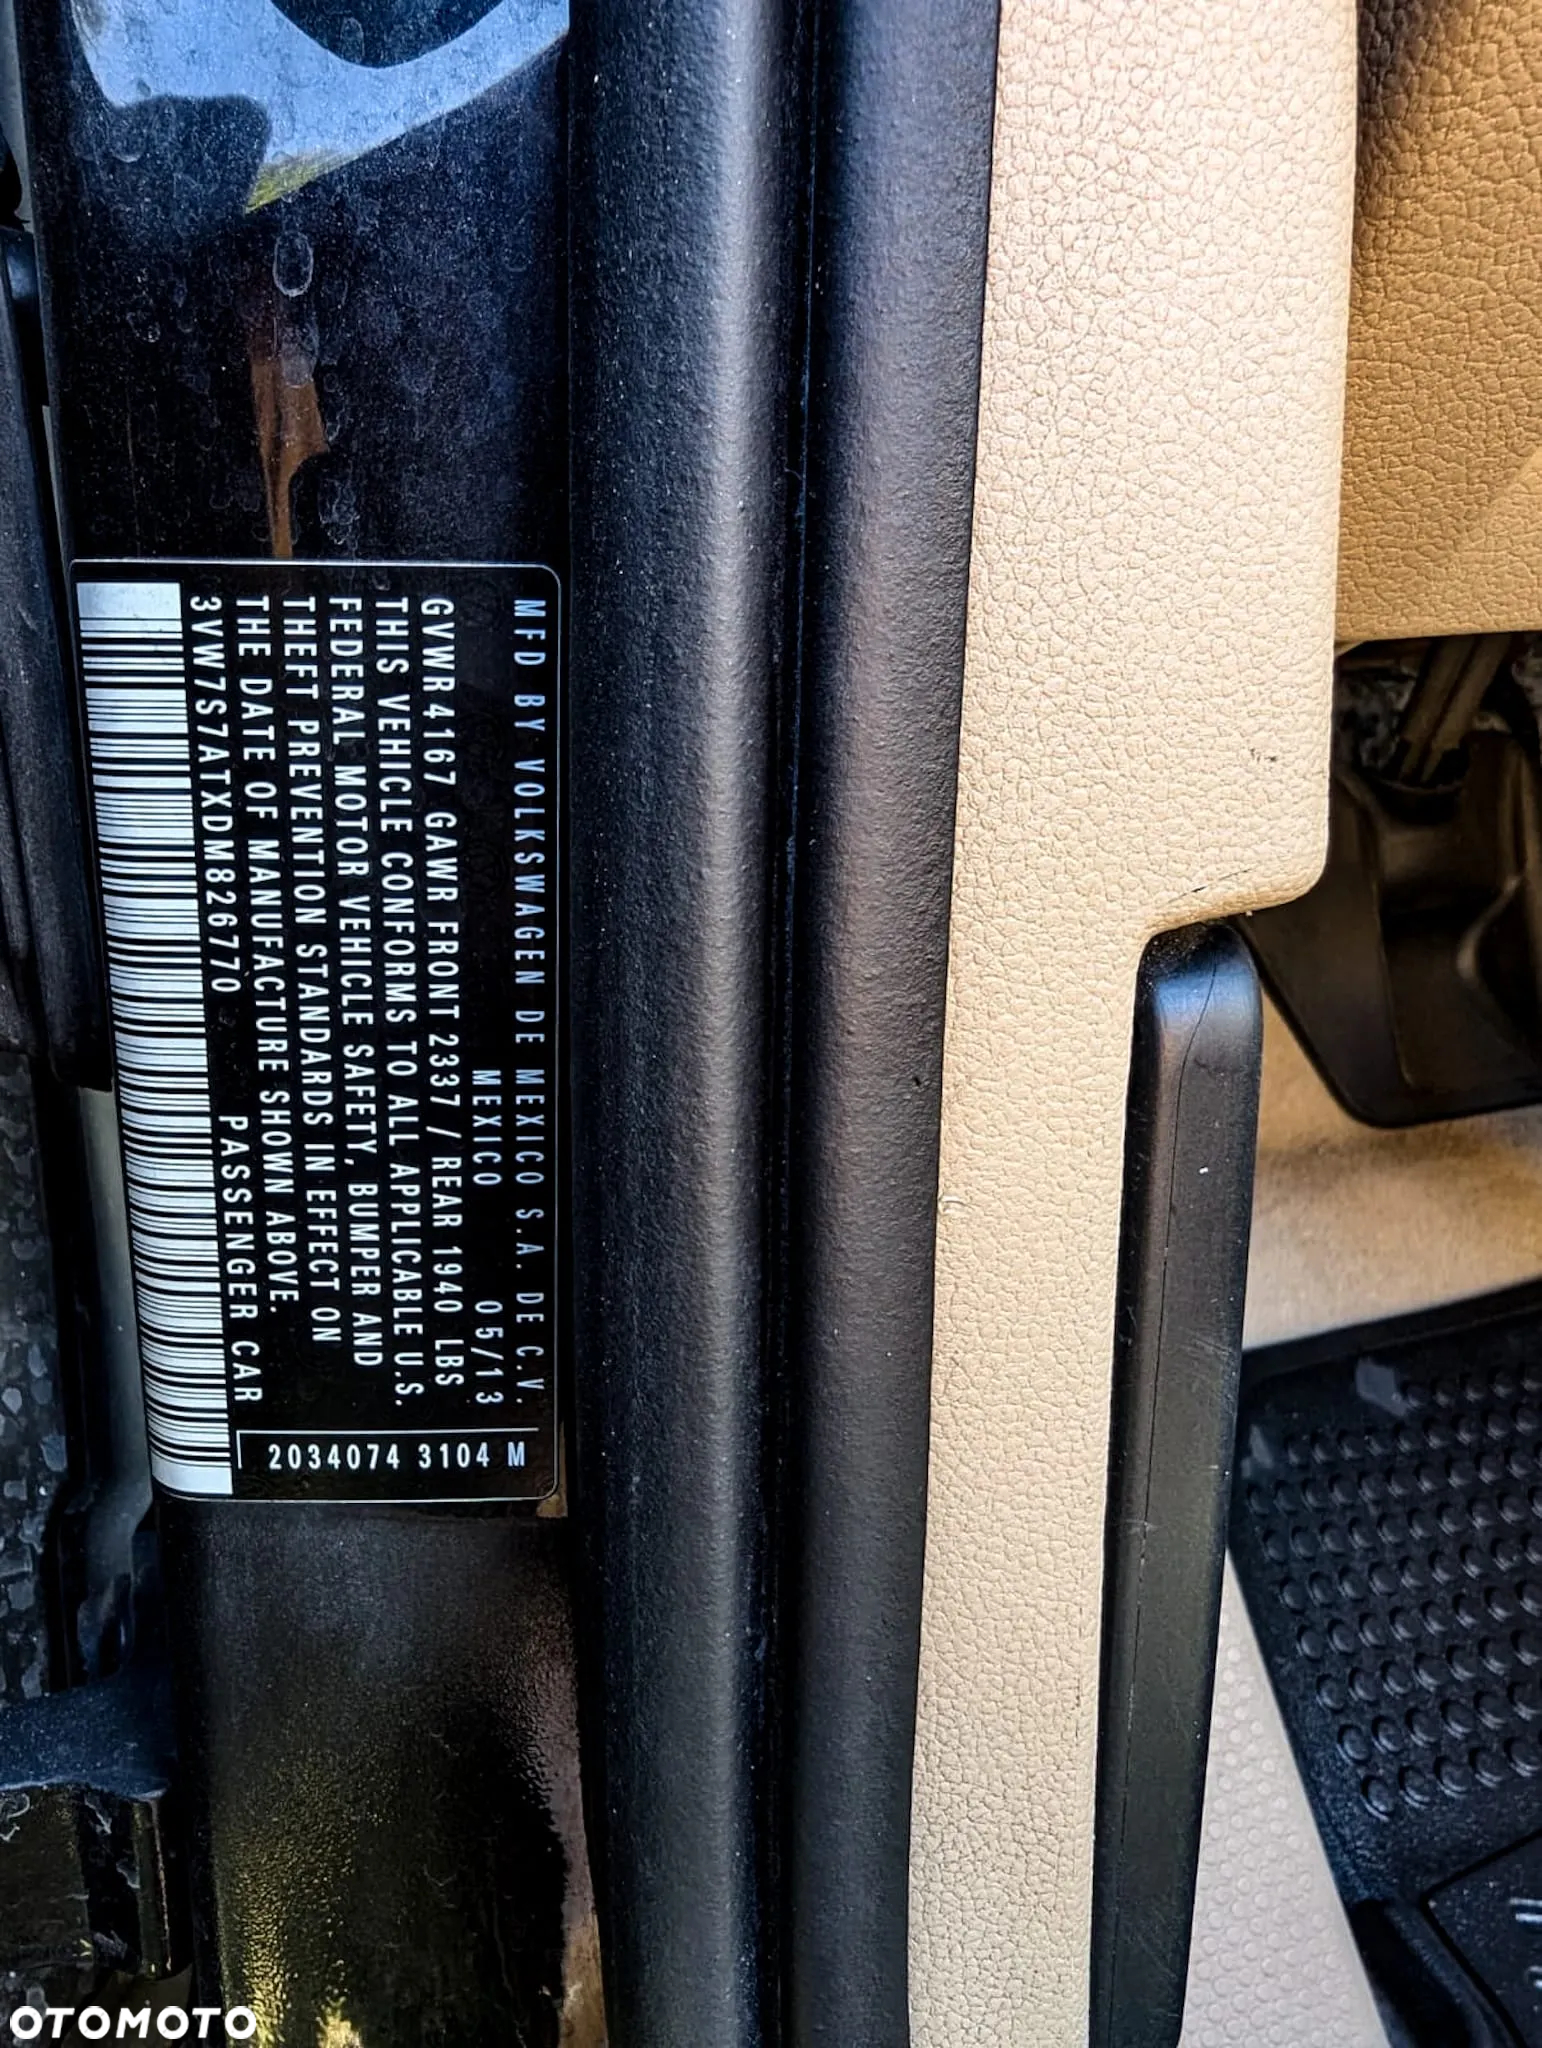 MFD BY VOLKSWAGEN DE MEXICO S.A. DE C.V.
MEXICO 05/13
GVWR 4167 GAWR FRONT 2337 / REAR 1940 LBS
THIS VEHICLE CONFORMS TO ALL APPLICABLE U.S.
FEDERAL MOTOR VEHICLE SAFETY, BUMPER AND
THEFT PREVENTION STANDARDS IN EFFECT ON
THE DATE OF MANUFACTURE SHOWN ABOVE.
3VW7S7ATXDM826770 PASSENGER CAR
2034074 3104 M
OTOMOTO